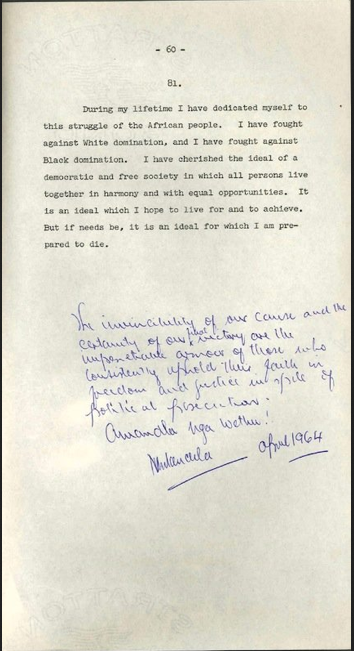 - 60 -
81.
During my lifetime I have dedicated myself to
this struggle of the African people. I have fought
against White domination, and I have fought against
Black domination. I have cherished the ideal of a
democratic and free society in which all persons live
together in harmony and with equal opportunities. It
is an ideal which I hope to live for and to achieve.
But if needs be, it is an ideal for which I am pre-
pared to die.
The invincibility of our cause and the
certainty of our final victory are the
impenetrable armour of those who
consistently uphold their faith in
freedom and justice in spite of
political persecution.
Amandla Nga Wethu!
NMandela April 1964